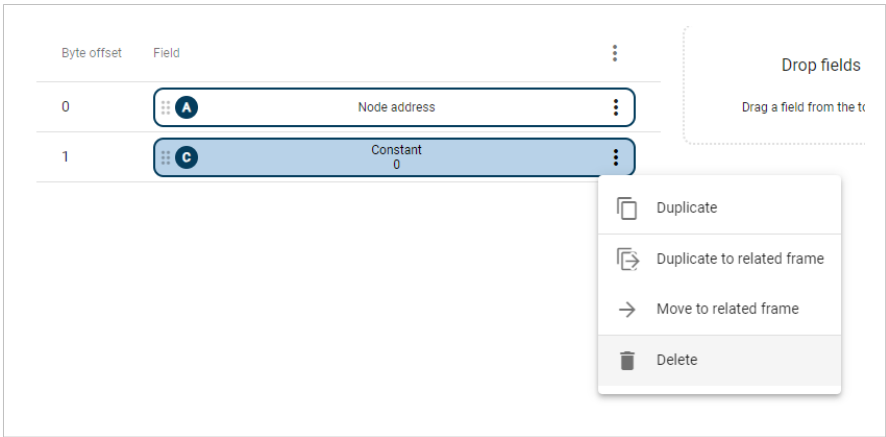 Byte offset Field
Drop fields
0 A Node address
Drag a field from the to
1 C Constant
0
Duplicate
Duplicate to related frame
Move to related frame
Delete